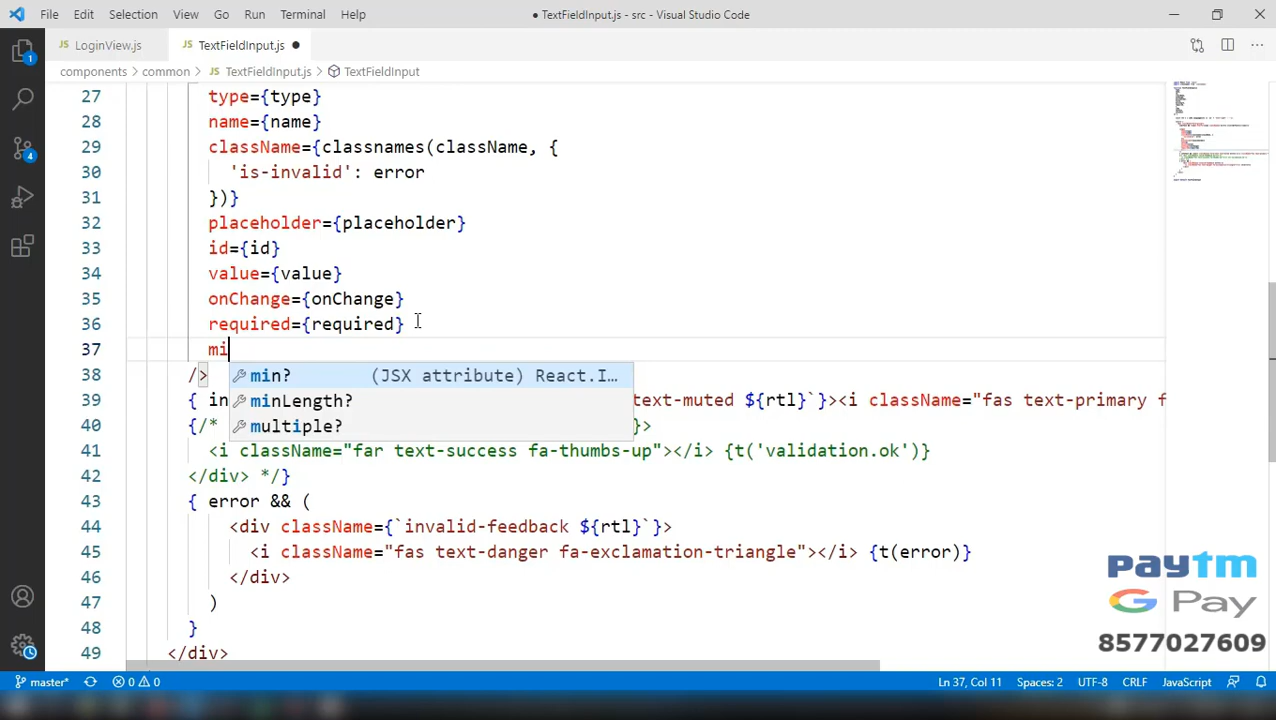 File Edit Selection View Go Run Terminal Help ● TextFieldInput.js - src - Visual Studio Code
JS LoginView.js JS TextFieldInput.js ●
components > common > JS TextFieldInput.js > TextFieldInput
27 type={type}
28 name={name}
29 className={classnames(className, {
30 'is-invalid': error
31 })}
32 placeholder={placeholder}
33 id={id}
34 value={value}
35 onChange={onChange}
36 required={required}
37 mi
min? (JSX attribute) React.I...
38 />
minLength?
39 { in text-muted ${rtl}`}><i className="fas text-primary f
multiple?
40 {/* }>
41 <i className="far text-success fa-thumbs-up"></i> {t('validation.ok')}
42 </div> */}
43 { error && (
44 <div className={`invalid-feedback ${rtl}`}>
45 <i className="fas text-danger fa-exclamation-triangle"></i> {t(error)}
46 </div>
47 )
48 }
49 </div>
1
4
paytm
G Pay
8577027609
master* 0 0 Ln 37, Col 11 Spaces: 2 UTF-8 CRLF JavaScript